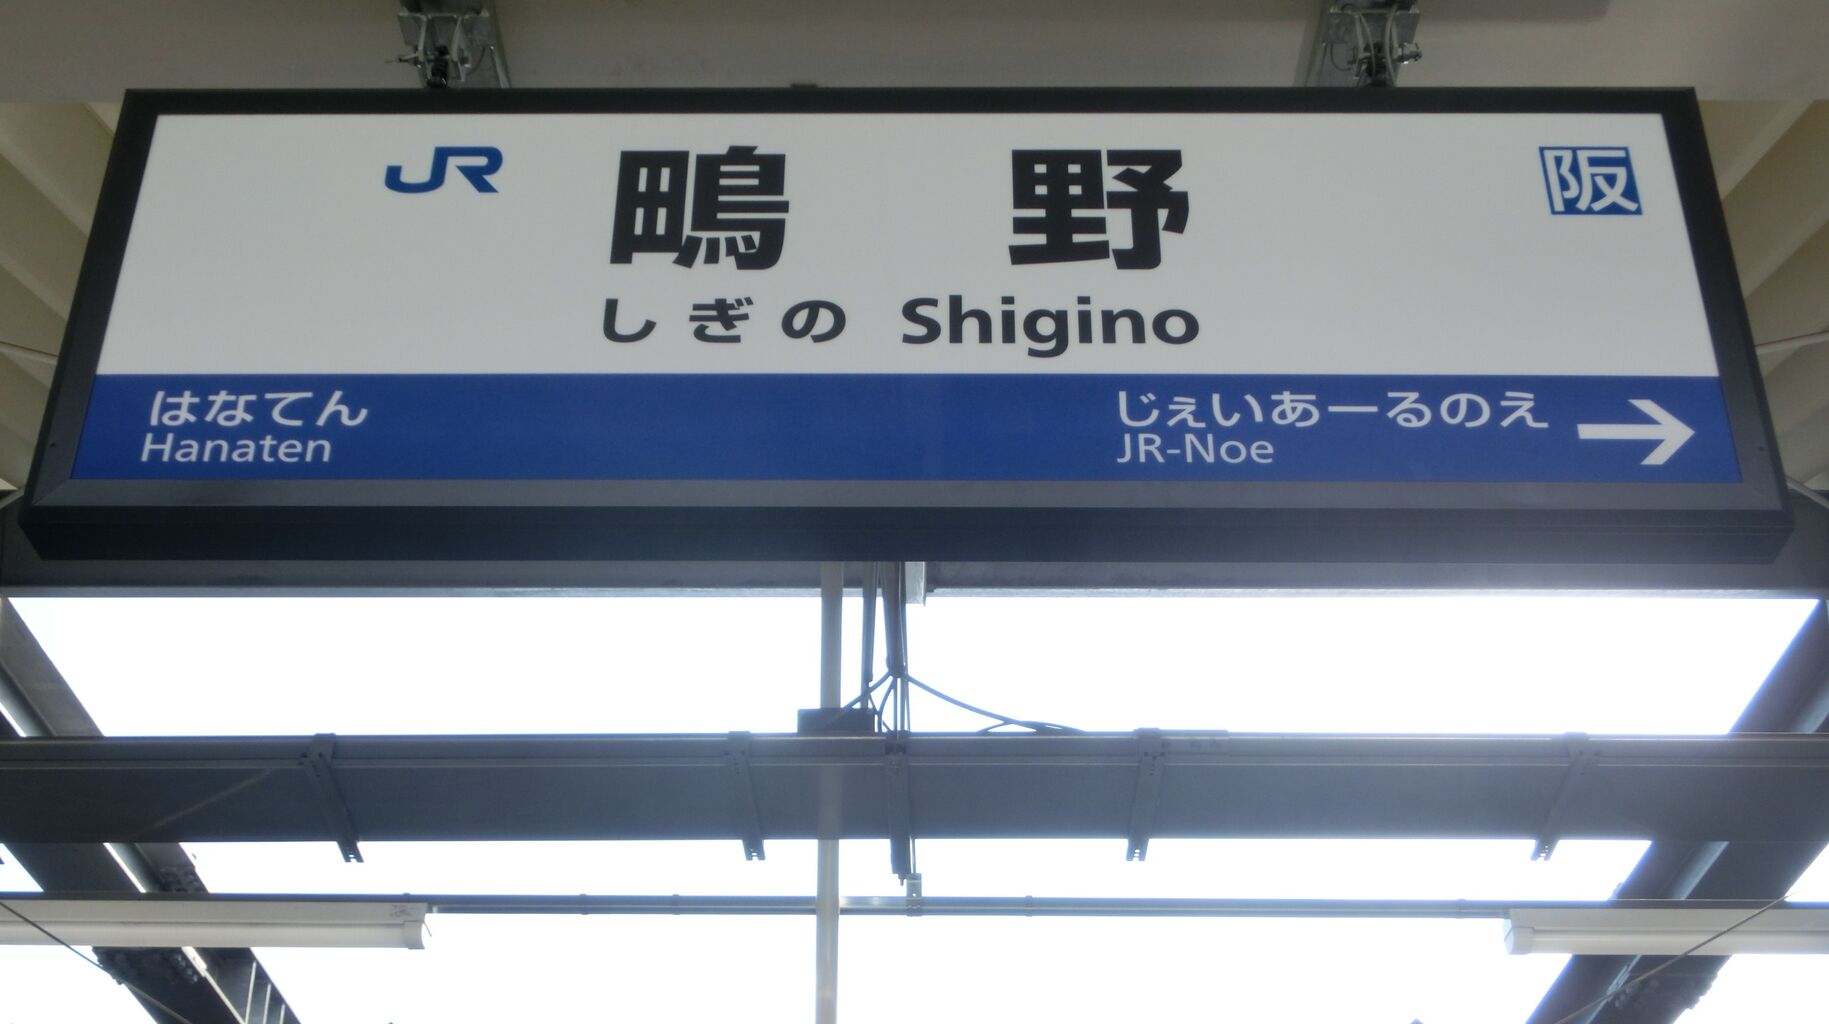 JR 鴫野 阪
しぎの Shigino
はなてん
Hanaten
じぇいあーるのえ →
JR-Noe